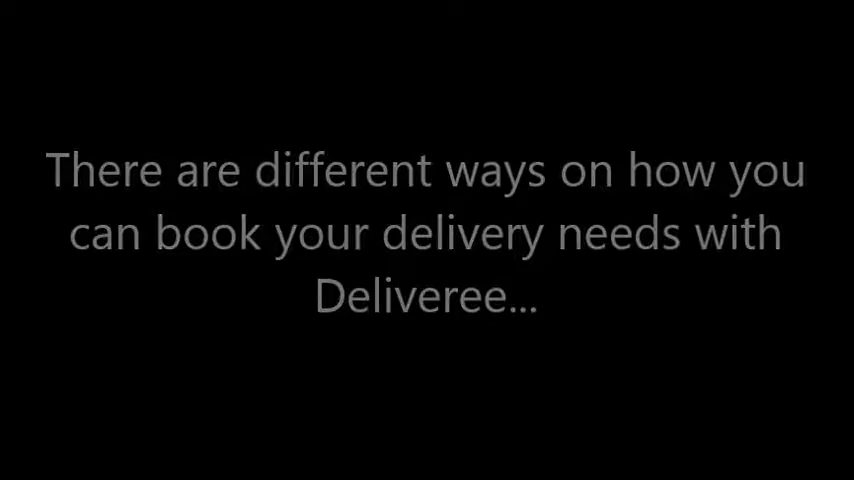 There are different ways on how you
can book your delivery needs with
Deliveree...